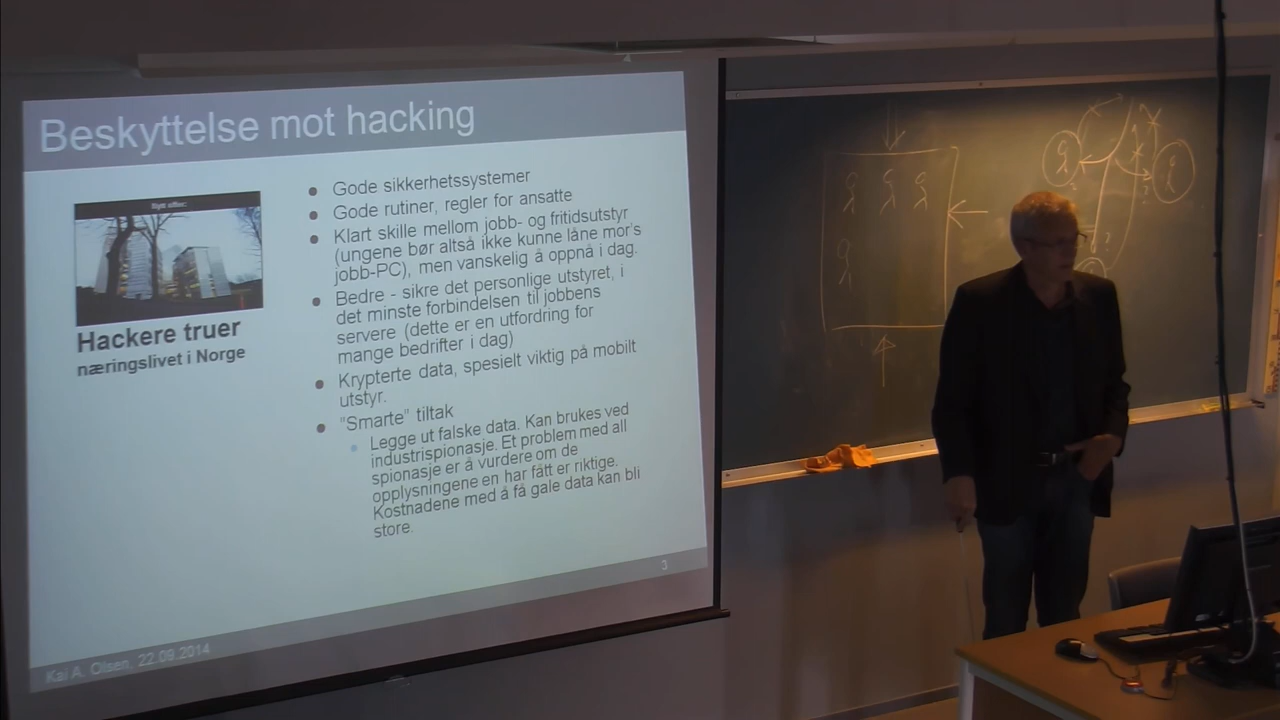 Beskyttelse mot hacking
Nytt offer:
Hackere truer
næringslivet i Norge
Gode sikkerhetssystemer
Gode rutiner, regler for ansatte
Klart skille mellom jobb- og fritidsutstyr
(ungene bør altså ikke kunne låne mor's
jobb-PC), men vanskelig å oppnå i dag.
Bedre - sikre det personlige utstyret, i
det minste forbindelsen til jobbens
servere (dette er en utfordring for
mange bedrifter i dag)
Krypterte data, spesielt viktig på mobilt
utstyr.
"Smarte" tiltak
Legge ut falske data. Kan brukes ved
industrispionasje. Et problem med all
spionasje er å vurdere om de
opplysningene en har fått er riktige.
Kostnadene med å få gale data kan bli
store.
3
Kai A. Olsen, 22.09.2014